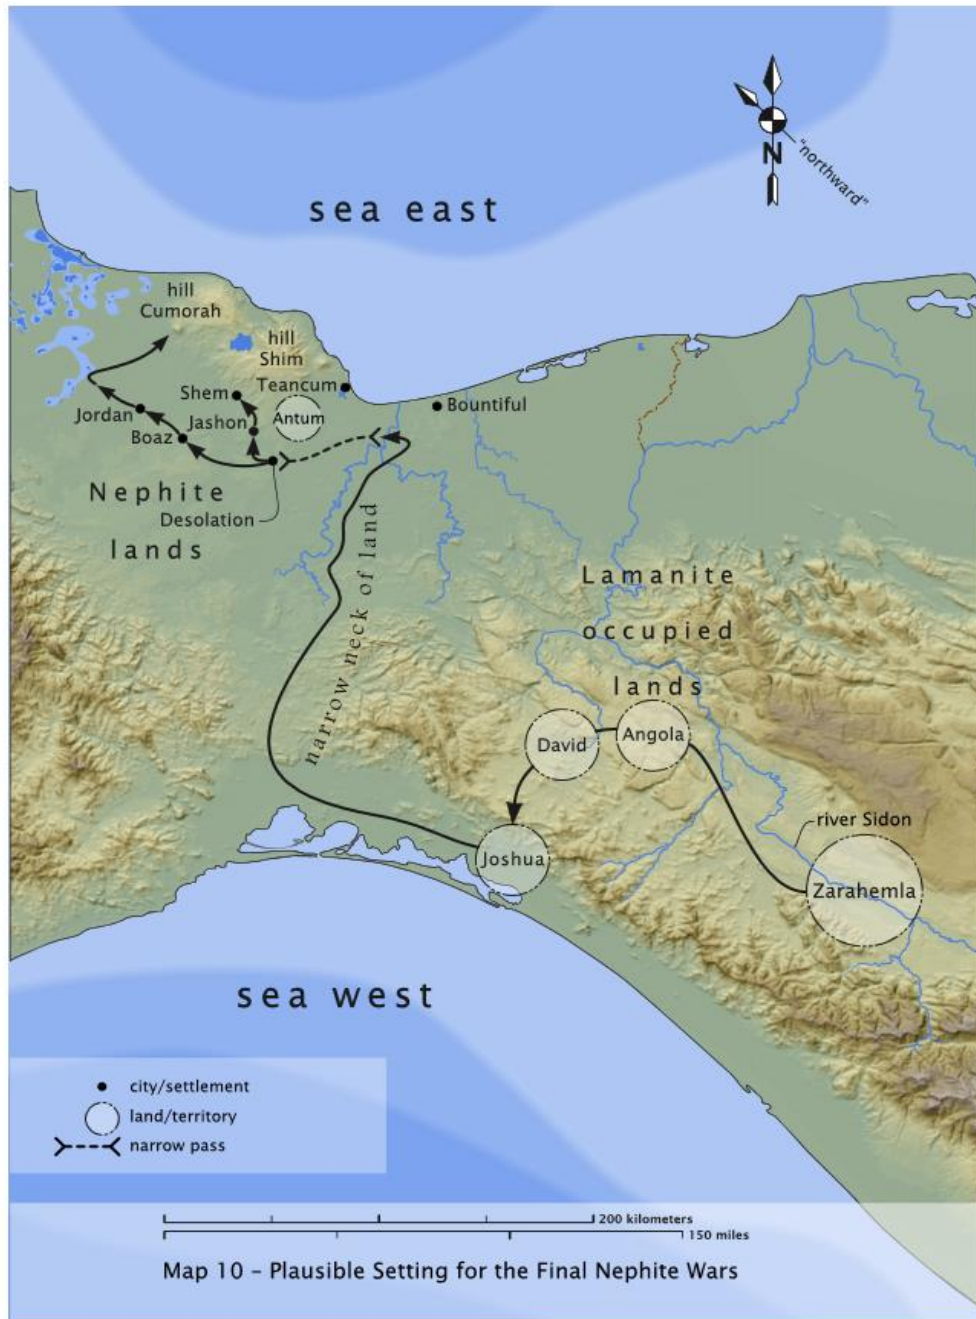 N
"northward"
sea east
hill
Cumorah
hill
Shim
Teancum
Shem
Antum
Bountiful
Jordan
Jashon
Boaz
Nephite
lands
Desolation
narrow neck of land
Lamanite
occupied
lands
David
Angola
river Sidon
Joshua
Zarahemla
sea west
city/settlement
land/territory
narrow pass
200 kilometers
150 miles
Map 10 – Plausible Setting for the Final Nephite Wars